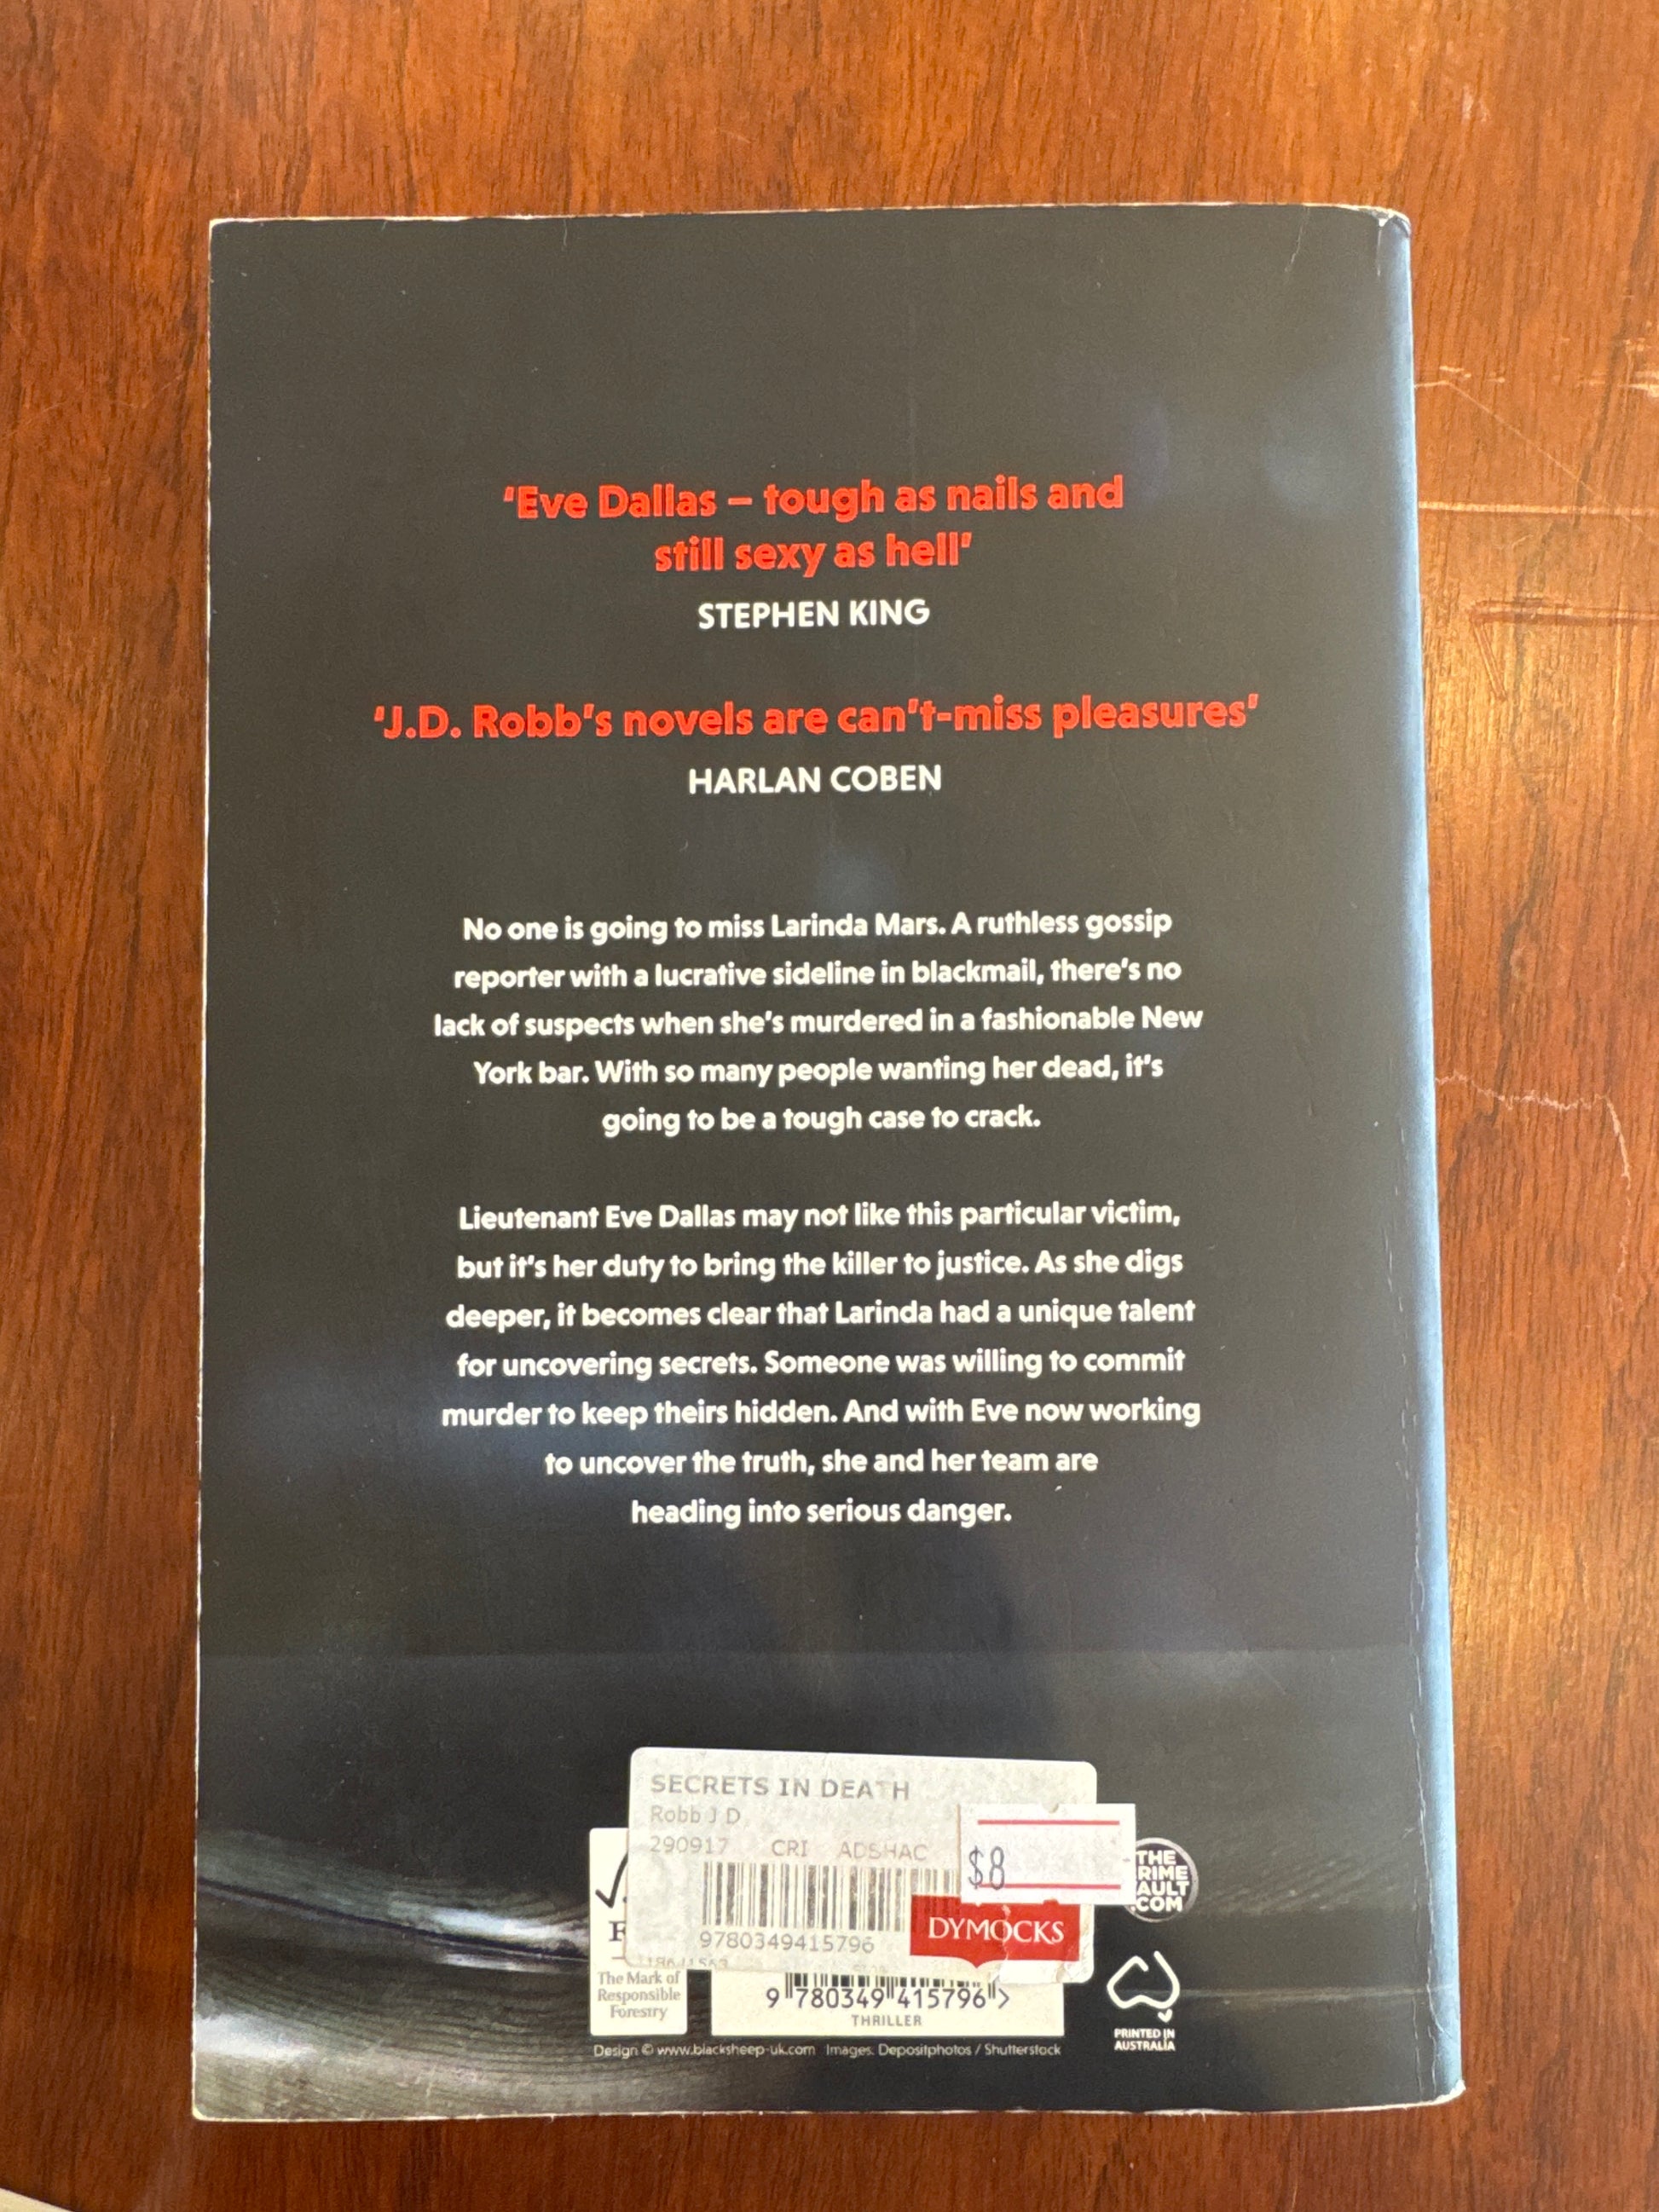 ‘Eve Dallas – tough as nails and
still sexy as hell’
STEPHEN KING
‘J.D. Robb’s novels are can’t-miss pleasures’
HARLAN COBEN
No one is going to miss Larinda Mars. A ruthless gossip
reporter with a lucrative sideline in blackmail, there’s no
lack of suspects when she’s murdered in a fashionable New
York bar. With so many people wanting her dead, it’s
going to be a tough case to crack.
Lieutenant Eve Dallas may not like this particular victim,
but it’s her duty to bring the killer to justice. As she digs
deeper, it becomes clear that Larinda had a unique talent
for uncovering secrets. Someone was willing to commit
murder to keep theirs hidden. And with Eve now working
to uncover the truth, she and her team are
heading into serious danger.
SECRETS IN DEATH
Robb J D
290917 CRI ADSHAC
$8
9780349415796
DYMOCKS
THE
RIME
AULT
.COM
The Mark of
Responsible
Forestry
9 780349 415796 >
THRILLER
PRINTED IN
AUSTRALIA
Design © www.blacksheep-uk.com Images: Depositphotos / Shutterstock